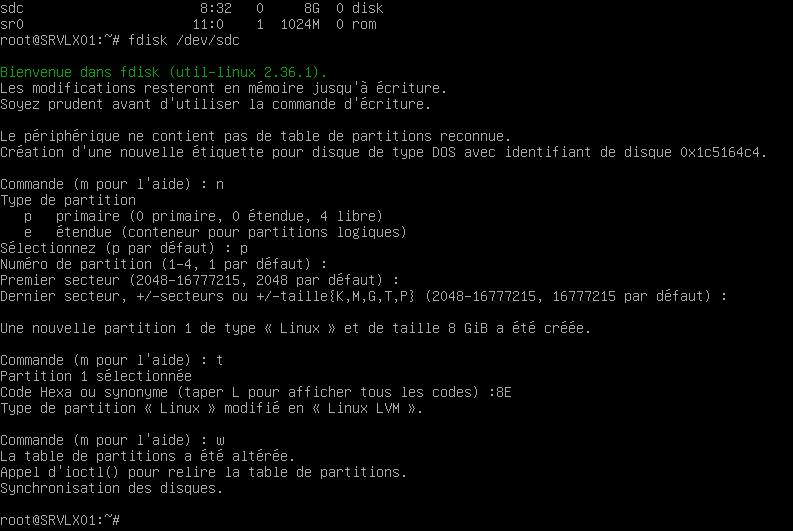 sdc 8:32 0 8G 0 disk
sr0 11:0 1 1024M 0 rom
root@SRVLX01:~# fdisk /dev/sdc
Bienvenue dans fdisk (util-linux 2.36.1).
Les modifications resteront en mémoire jusqu'à écriture.
Soyez prudent avant d'utiliser la commande d'écriture.
Le périphérique ne contient pas de table de partitions reconnue.
Création d'une nouvelle étiquette pour disque de type DOS avec identifiant de disque 0x1c5164c4.
Commande (m pour l'aide) : n
Type de partition
p primaire (0 primaire, 0 étendue, 4 libre)
e étendue (conteneur pour partitions logiques)
Sélectionnez (p par défaut) : p
Numéro de partition (1-4, 1 par défaut) :
Premier secteur (2048-16777215, 2048 par défaut) :
Dernier secteur, +/-secteurs ou +/-taille{K,M,G,T,P} (2048-16777215, 16777215 par défaut) :
Une nouvelle partition 1 de type « Linux » et de taille 8 GiB a été créée.
Commande (m pour l'aide) : t
Partition 1 sélectionnée
Code Hexa ou synonyme (taper L pour afficher tous les codes) :8E
Type de partition « Linux » modifié en « Linux LVM ».
Commande (m pour l'aide) : w
La table de partitions a été altérée.
Appel d'ioctl() pour relire la table de partitions.
Synchronisation des disques.
root@SRVLX01:~#